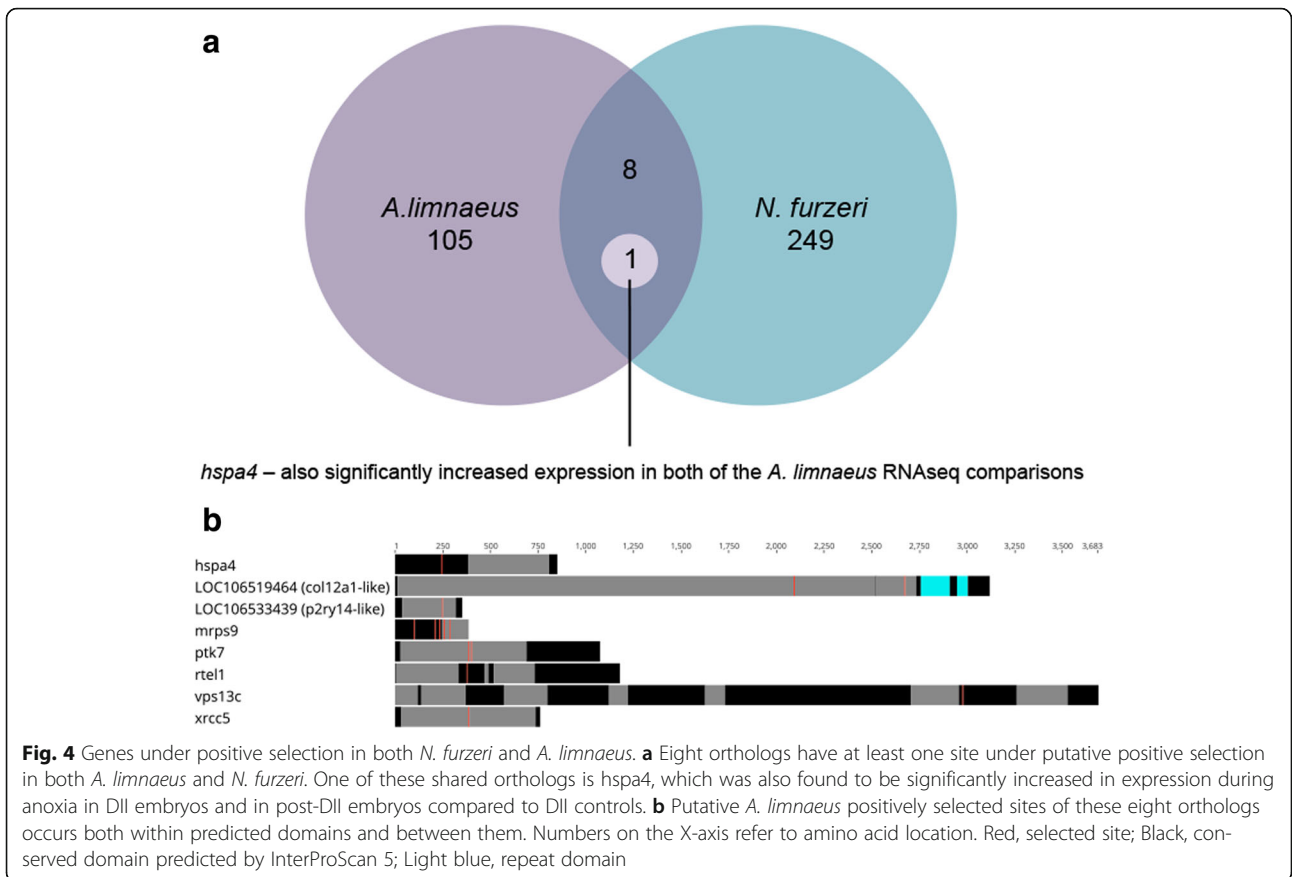 a
8
A.limnaeus
105
N. furzeri
249
1
hspa4 – also significantly increased expression in both of the A. limnaeus RNAseq comparisons
b
1 250 500 750 1,000 1,250 1,500 1,750 2,000 2,250 2,500 2,750 3,000 3,250 3,500 3,683
hspa4
LOC106519464 (col12a1-like)
LOC106533439 (p2ry14-like)
mrps9
ptk7
rtel1
vps13c
xrcc5
Fig. 4 Genes under positive selection in both N. furzeri and A. limnaeus. a Eight orthologs have at least one site under putative positive selection
in both A. limnaeus and N. furzeri. One of these shared orthologs is hspa4, which was also found to be significantly increased in expression during
anoxia in DII embryos and in post-DII embryos compared to DII controls. b Putative A. limnaeus positively selected sites of these eight orthologs
occurs both within predicted domains and between them. Numbers on the X-axis refer to amino acid location. Red, selected site; Black, con-
served domain predicted by InterProScan 5; Light blue, repeat domain